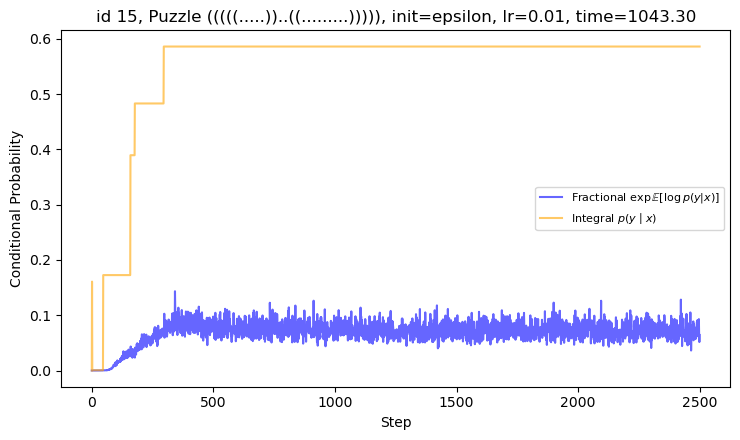 id 15, Puzzle (((((.....))..((.........))))), init=epsilon, lr=0.01, time=1043.30
Conditional Probability
0.6
0.5
0.4
0.3
0.2
0.1
0.0
Fractional exp𝔼[log p(y|x)]
Integral p(y | x)
0
500
1000
1500
2000
2500
Step